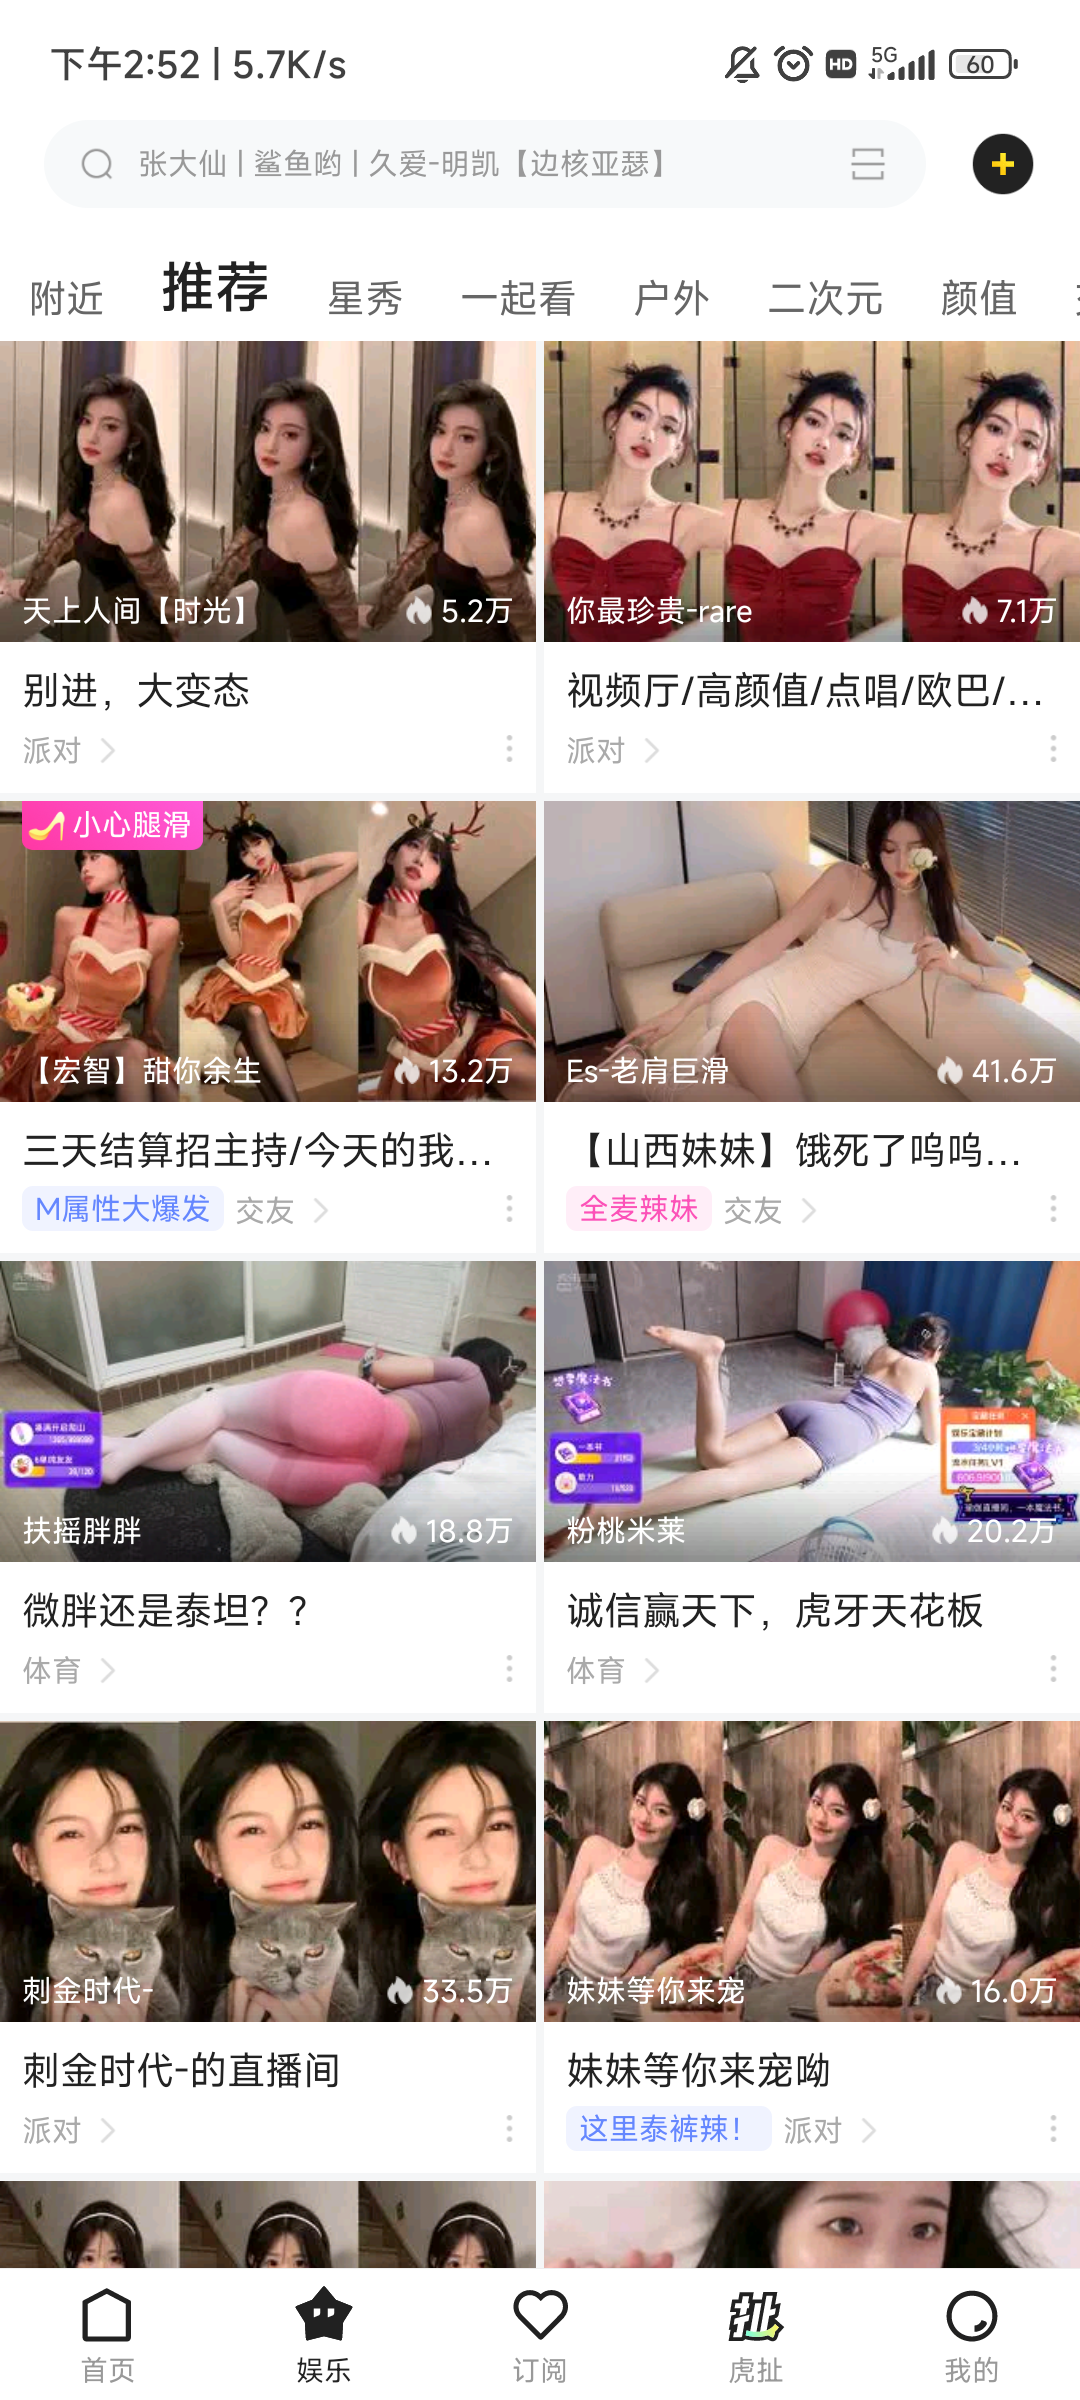 下午2:52 | 5.7K/s
HD 5G 60
张大仙 | 鲨鱼哟 | 久爱-明凯【边核亚瑟】
附近 推荐 星秀 一起看 户外 二次元 颜值
天上人间【时光】 5.2万
你最珍贵-rare 7.1万
别进，大变态
视频厅/高颜值/点唱/欧巴/...
派对
派对
小心腿滑
【宏智】甜你余生 13.2万
Es-老肩巨滑 41.6万
三天结算招主持/今天的我...
【山西妹妹】饿死了呜呜...
M属性大爆发 交友
全麦辣妹 交友
扶摇胖胖 18.8万
粉桃米莱 20.2万
微胖还是泰坦？？
诚信赢天下，虎牙天花板
体育
体育
刺金时代- 33.5万
妹妹等你来宠 16.0万
刺金时代-的直播间
妹妹等你来宠呦
派对
这里泰裤辣！ 派对
扯
首页 娱乐 订阅 虎扯 我的